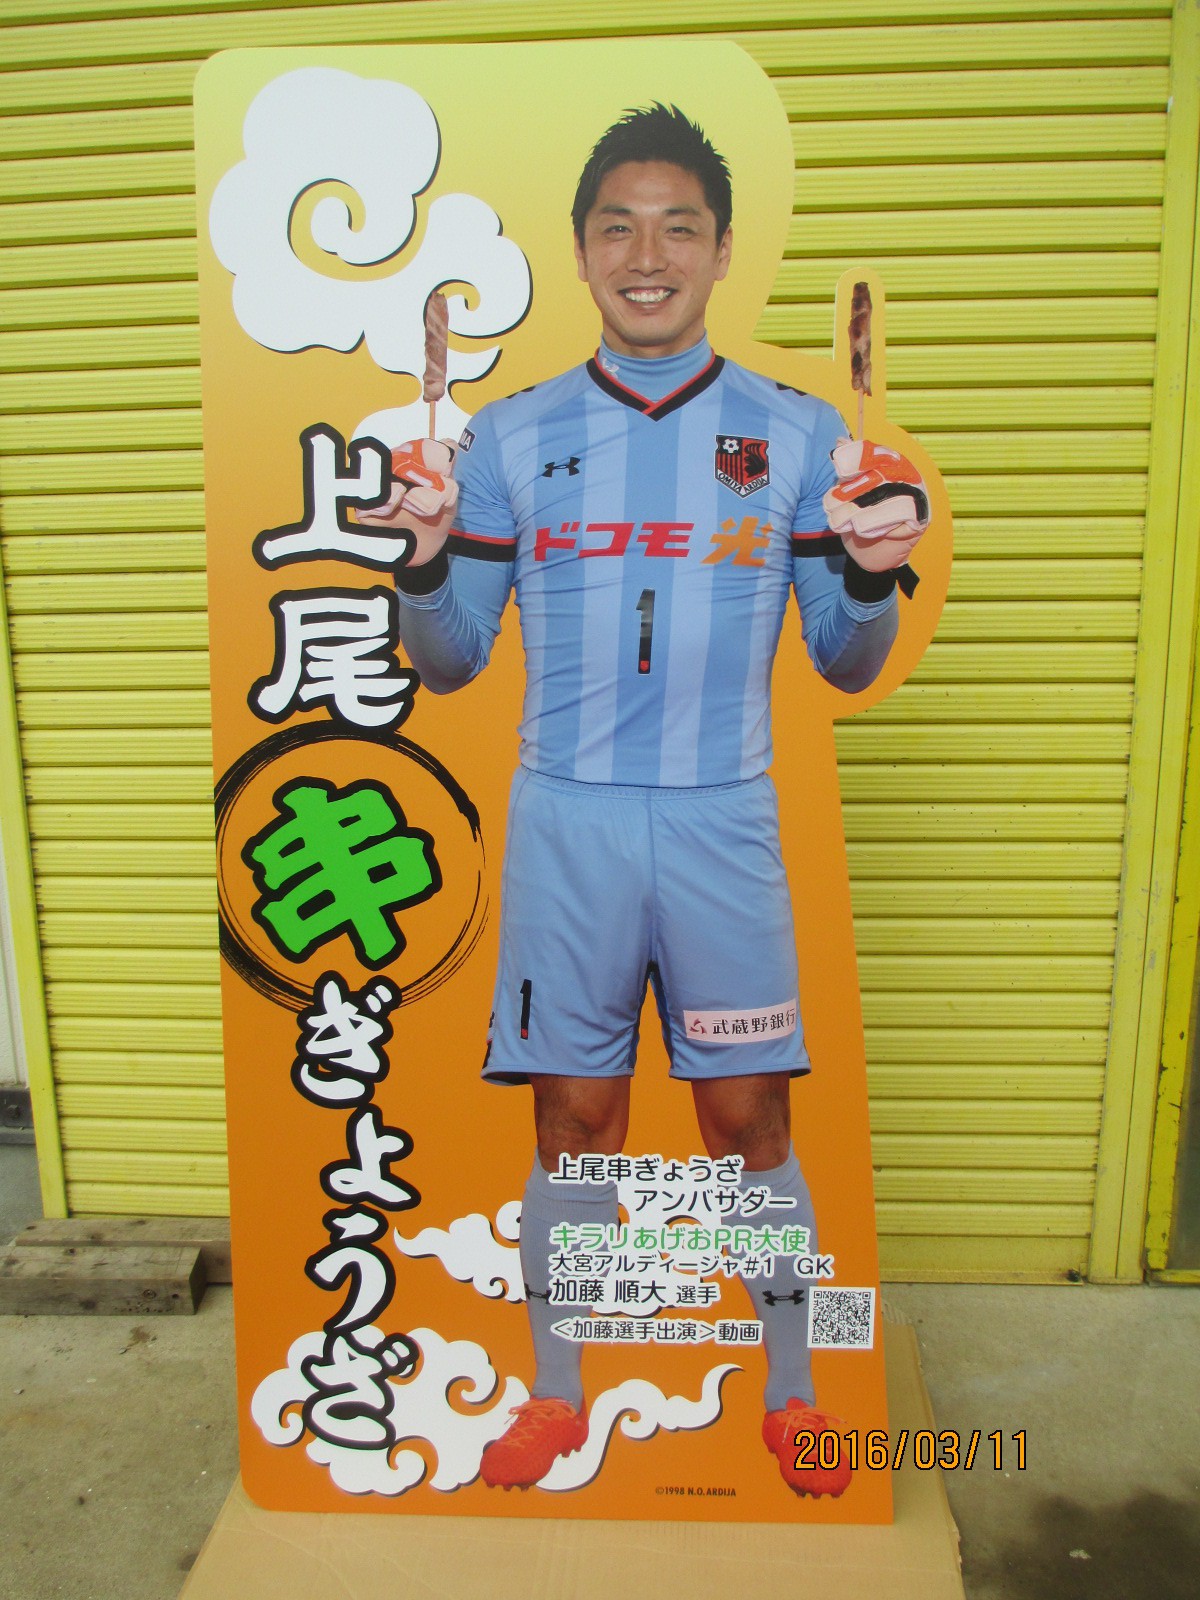 上尾串ぎょうざ
OMIYA ARDIJA
ドコモ光
1
1
武蔵野銀行
上尾串ぎょうざ
アンバサダー
キラリあげおPR大使
大宮アルディージャ#1 GK
加藤 順大 選手
<加藤選手出演>動画
©1998 N.O.ARDIJA
2016/03/11